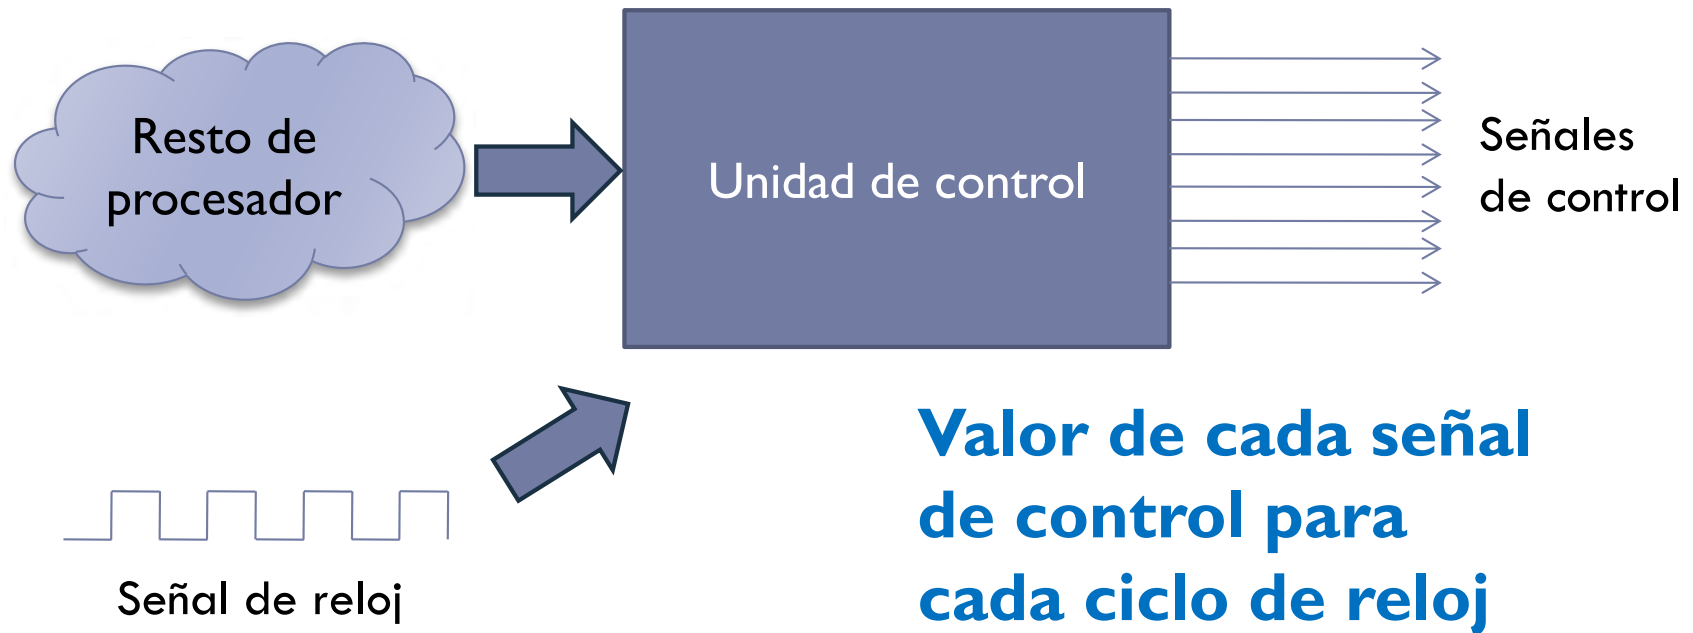 Resto de
procesador
Unidad de control
Señales
de control
Señal de reloj
Valor de cada señal
de control para
cada ciclo de reloj